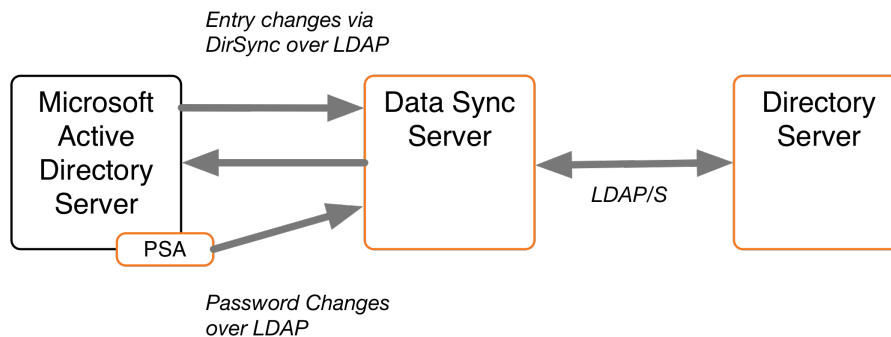 Entry changes via
DirSync over LDAP
Microsoft
Active
Directory
Server
Data Sync
Server
Directory
Server
LDAP/S
PSA
Password Changes
over LDAP